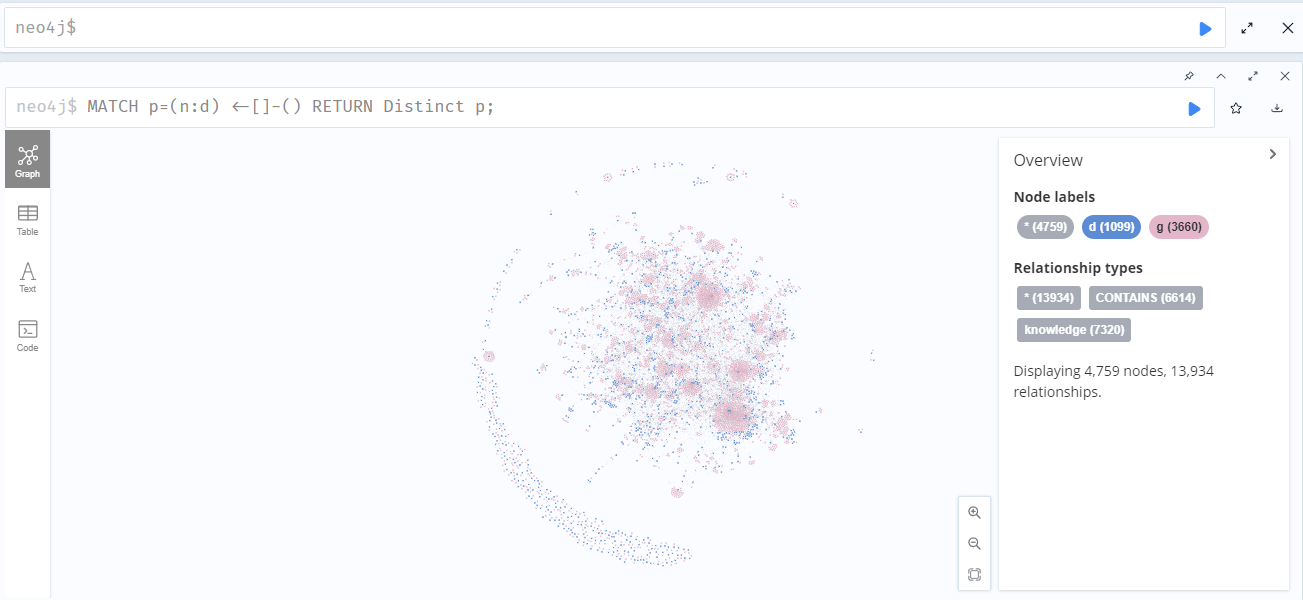 neo4j$
neo4j$ MATCH p=(n:d) <-[]-() RETURN Distinct p;
Graph
Table
Text
Code
Overview
Node labels
* (4759) d (1099) g (3660)
Relationship types
* (13934) CONTAINS (6614)
knowledge (7320)
Displaying 4,759 nodes, 13,934
relationships.